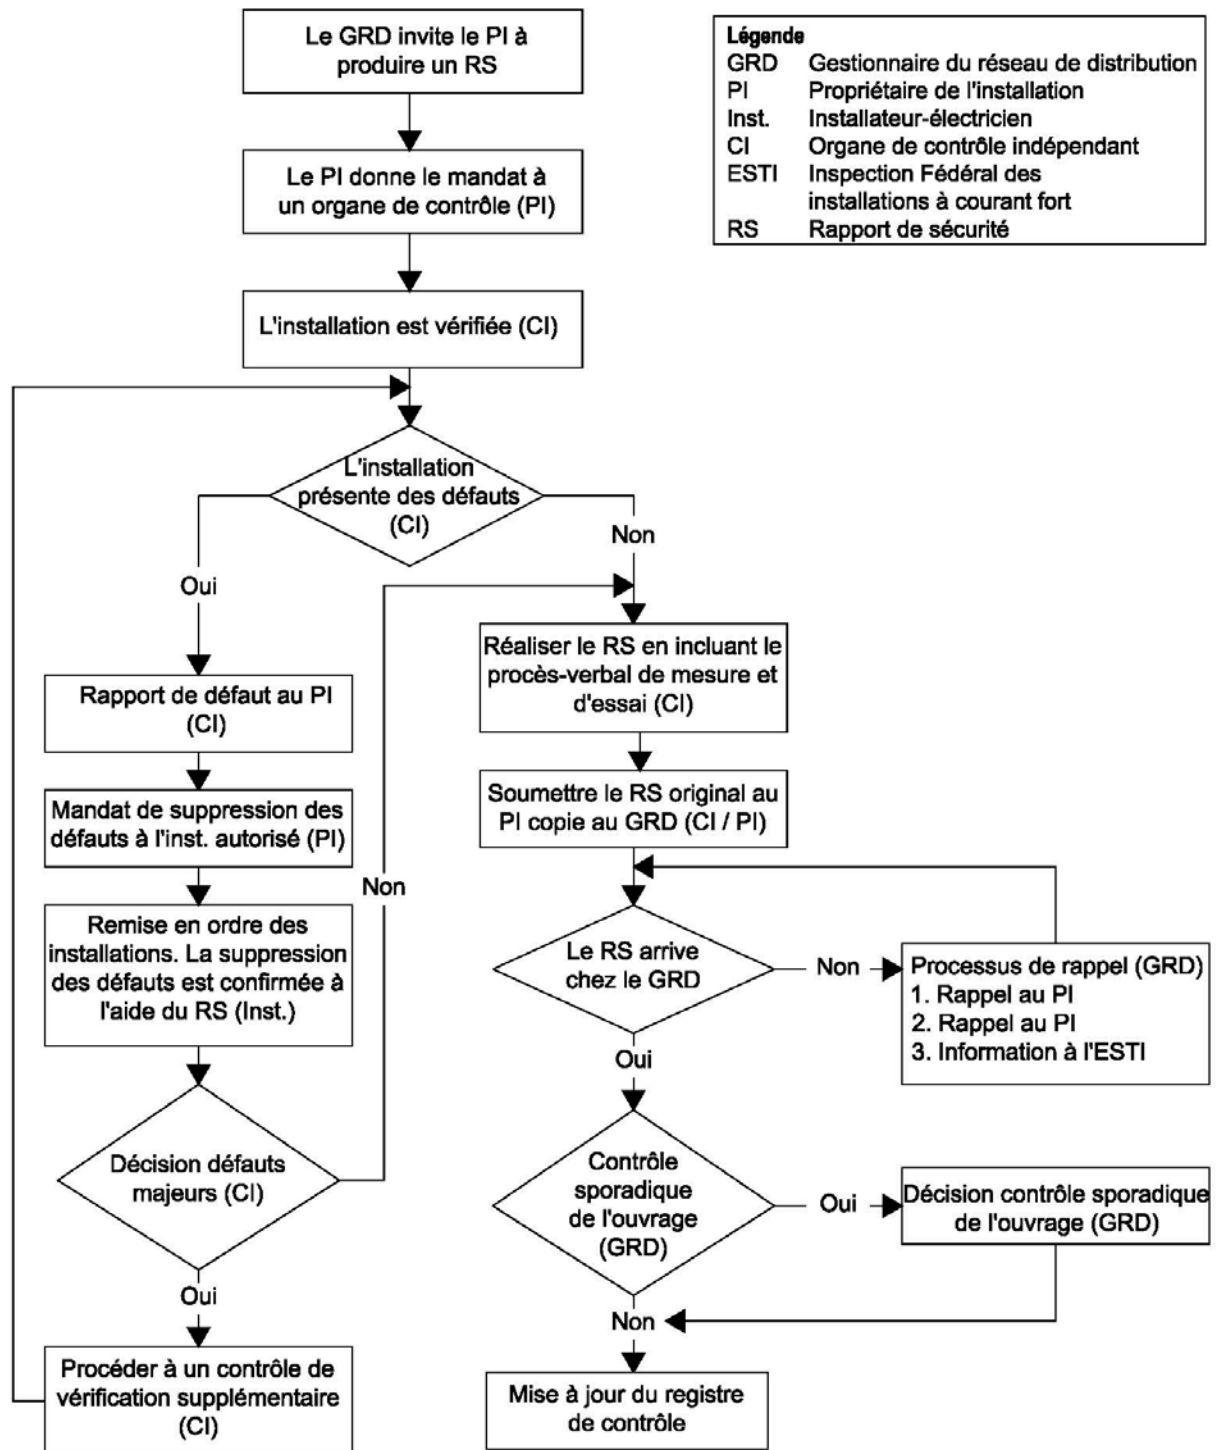 Le GRD invite le PI à
produire un RS
Légende
GRD Gestionnaire du réseau de distribution
PI Propriétaire de l'installation
Inst. Installateur-électricien
CI Organe de contrôle indépendant
ESTI Inspection Fédéral des
installations à courant fort
RS Rapport de sécurité
Le PI donne le mandat à
un organe de contrôle (PI)
L'installation est vérifiée (CI)
L'installation
présente des défauts
(CI)
Oui
Non
Rapport de défaut au PI
(CI)
Mandat de suppression des
défauts à l'inst. autorisé (PI)
Remise en ordre des
installations. La suppression
des défauts est confirmée à
l'aide du RS (Inst.)
Décision défauts
majeurs (CI)
Non
Oui
Procéder à un contrôle de
vérification supplémentaire
(CI)
Réaliser le RS en incluant le
procès-verbal de mesure et
d'essai (CI)
Soumettre le RS original au
PI copie au GRD (CI / PI)
Le RS arrive
chez le GRD
Non
Processus de rappel (GRD)
1. Rappel au PI
2. Rappel au PI
3. Information à l'ESTI
Oui
Contrôle
sporadique
de l'ouvrage
(GRD)
Oui
Décision contrôle sporadique
de l'ouvrage (GRD)
Non
Mise à jour du registre
de contrôle